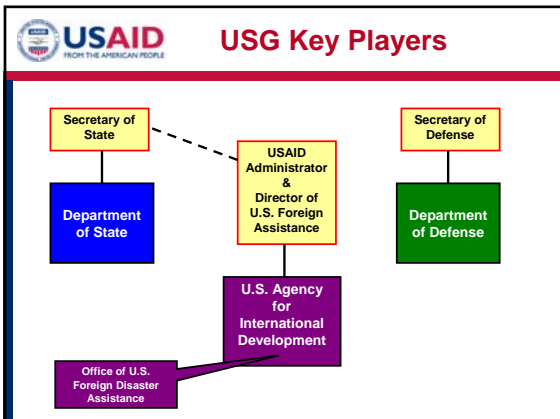 USAID
FROM THE AMERICAN PEOPLE
USG Key Players
Secretary of
State
Secretary of
Defense
USAID
Administrator
&
Director of
U.S. Foreign
Assistance
Department
of State
Department
of Defense
U.S. Agency
for
International
Development
Office of U.S.
Foreign Disaster
Assistance